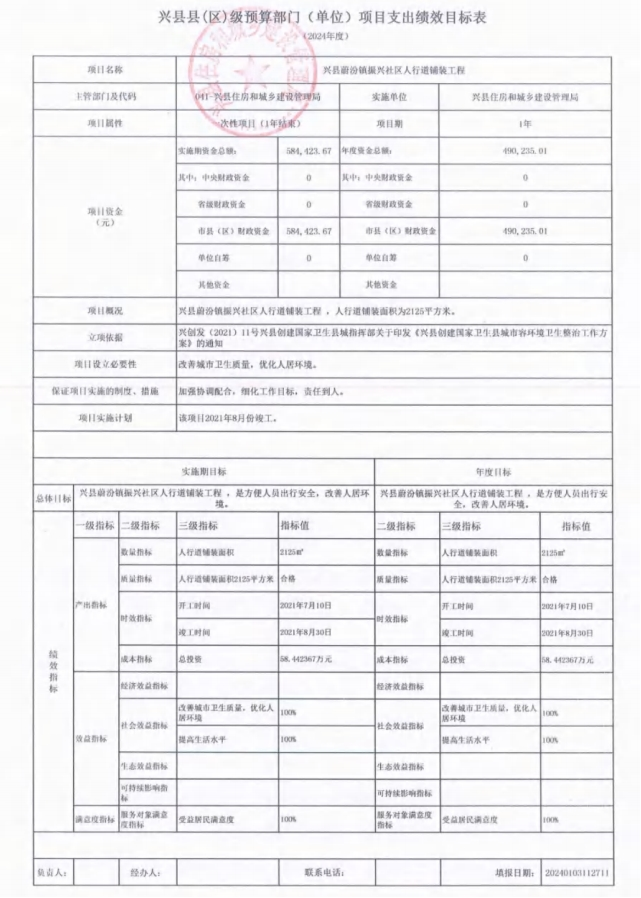 兴县县(区)级预算部门（单位）项目支出绩效目标表
（2024年度）
项目名称 兴县蔚汾镇振兴社区人行道铺装工程
主管部门及代码 041-兴县住房和城乡建设管理局 实施单位 兴县住房和城乡建设管理局
项目属性 一次性项目（1年结束） 项目期 1年
项目资金
（元）
实施期资金总额: 584,423.67 年度资金总额: 490,235.01
其中: 中央财政资金 0 其中: 中央财政资金 0
省级财政资金 0 省级财政资金 0
市县（区）财政资金 584,423.67 市县（区）财政资金 490,235.01
单位自筹 0 单位自筹 0
其他资金 其他资金
项目概况 兴县蔚汾镇振兴社区人行道铺装工程 ，人行道铺装面积为2125平方米。
立项依据 兴创发（2021）11号兴县创建国家卫生县城指挥部关于印发《兴县创建国家卫生县城市容环境卫生整治工作方
案》的通知
项目设立必要性 改善城市卫生质量，优化人居环境。
保证项目实施的制度、措施 加强协调配合，细化工作目标，责任到人。
项目实施计划 该项目2021年8月份竣工。
实施期目标 年度目标
总体目标 兴县蔚汾镇振兴社区人行道铺装工程 ，是方便人员出行安全，改善人居环
境。
兴县蔚汾镇振兴社区人行道铺装工程 ，是方便人员出行安
全，改善人居环境。
绩效指标
一级指标 二级指标 三级指标 指标值 二级指标 三级指标 指标值
产出指标
数量指标 人行道铺装面积 2125㎡ 数量指标 人行道铺装面积 2125㎡
质量指标 人行道铺装面积2125平方米 合格 质量指标 人行道铺装面积2125平方米 合格
时效指标 开工时间 2021年7月10日 时效指标 开工时间 2021年7月10日
竣工时间 2021年8月30日 竣工时间 2021年8月30日
成本指标 总投资 58.442367万元 成本指标 总投资 58.442367万元
效益指标
经济效益指标 经济效益指标
社会效益指标 改善城市卫生质量，优化人
居环境 100% 社会效益指标 改善城市卫生质量，优化人
居环境 100%
提高生活水平 100% 提高生活水平 100%
生态效益指标 生态效益指标
可持续影响指
标 可持续影响指标
满意度指标 服务对象满意
度指标 受益居民满意度 100% 服务对象满意度
指标 受益居民满意度 100%
负责人: 经办人: 联系电话: 填报日期: 20240103112711